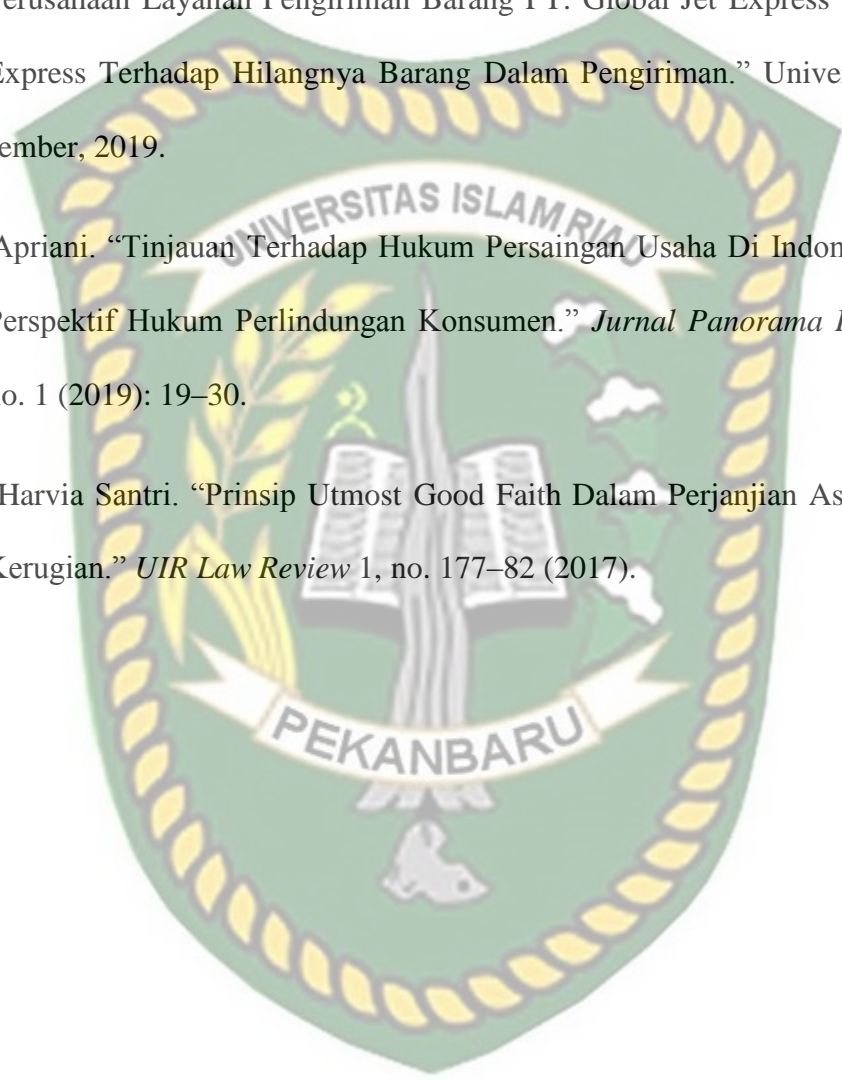 Perusahaan Layanan Pengiriman Barang PT. Global Jet Express
Express Terhadap Hilangnya Barang Dalam Pengiriman.” Univer
ember, 2019.
UNIVERSITAS ISLAM RIAU
Apriani. “Tinjauan Terhadap Hukum Persaingan Usaha Di Indon
Perspektif Hukum Perlindungan Konsumen.” Jurnal Panorama
no. 1 (2019): 19–30.
Harvia Santri. “Prinsip Utmost Good Faith Dalam Perjanjian As
Kerugian.” UIR Law Review 1, no. 177–82 (2017).
PEKANBARU